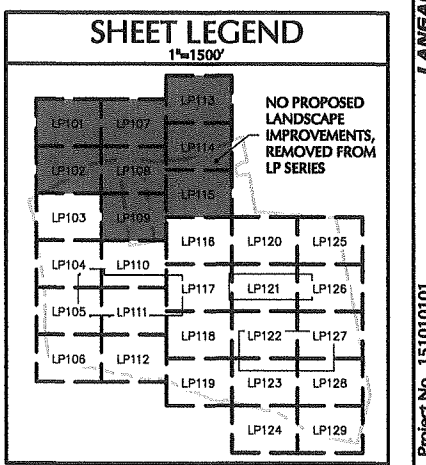 SHEET LEGEND
1"=1500'
NO PROPOSED
LANDSCAPE
IMPROVEMENTS,
REMOVED FROM
LP SERIES
LP113
LP101 LP107
LP114
LP102 LP108
LP115
LP103 LP109
LP116 LP120 LP125
LP104 LP110
LP117 LP121 LP126
LP105 LP111
LP118 LP122 LP127
LP106 LP112
LP119 LP123 LP128
LP124 LP129
Project No. 151010101